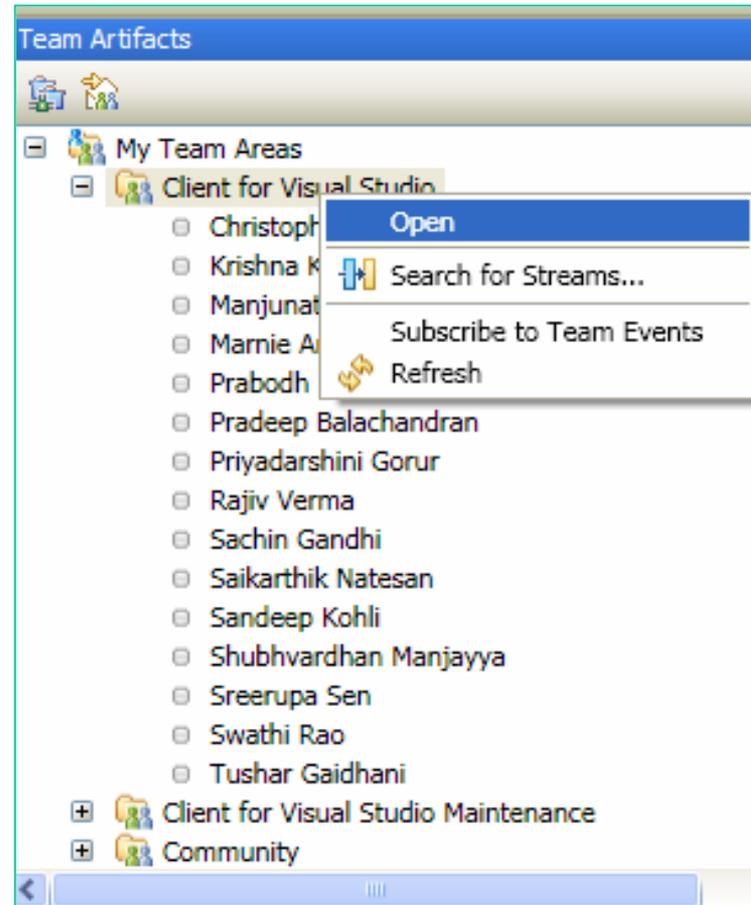 Team Artifacts
My Team Areas
Client for Visual Studio
Christoph
Open
Krishna K
Search for Streams...
Manjunat
Marnie A
Subscribe to Team Events
Prabodh
Refresh
Pradeep Balachandran
Priyadarshini Gorur
Rajiv Verma
Sachin Gandhi
Saikarthik Natesan
Sandeep Kohli
Shubhvardhan Manjayya
Sreerupa Sen
Swathi Rao
Tushar Gaidhani
Client for Visual Studio Maintenance
Community